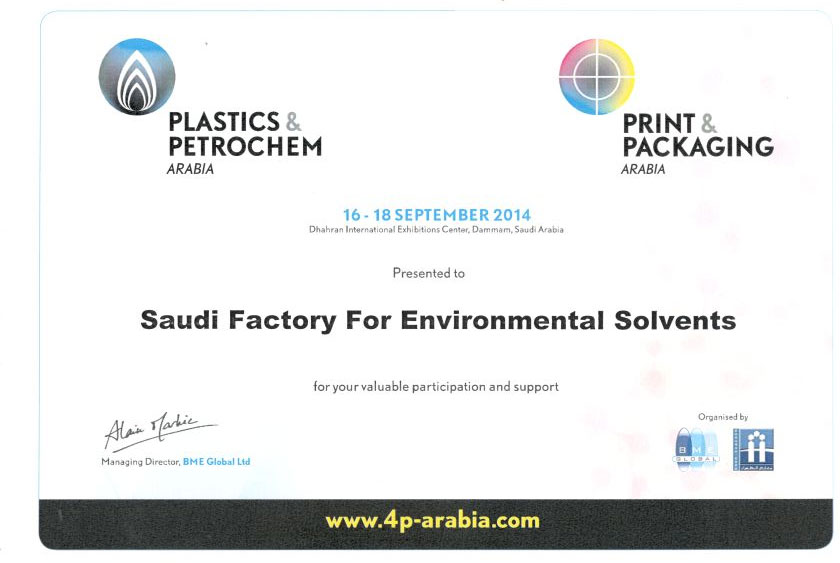 PLASTICS &
PETROCHEM
ARABIA
PRINT &
PACKAGING
ARABIA
16 - 18 SEPTEMBER 2014
Dhahran International Exhibitions Center, Dammam, Saudi Arabia
Presented to
Saudi Factory For Environmental Solvents
for your valuable participation and support
Alain Markie
Managing Director, BME Global Ltd
Organised by
BME
GLOBAL
www.4p-arabia.com